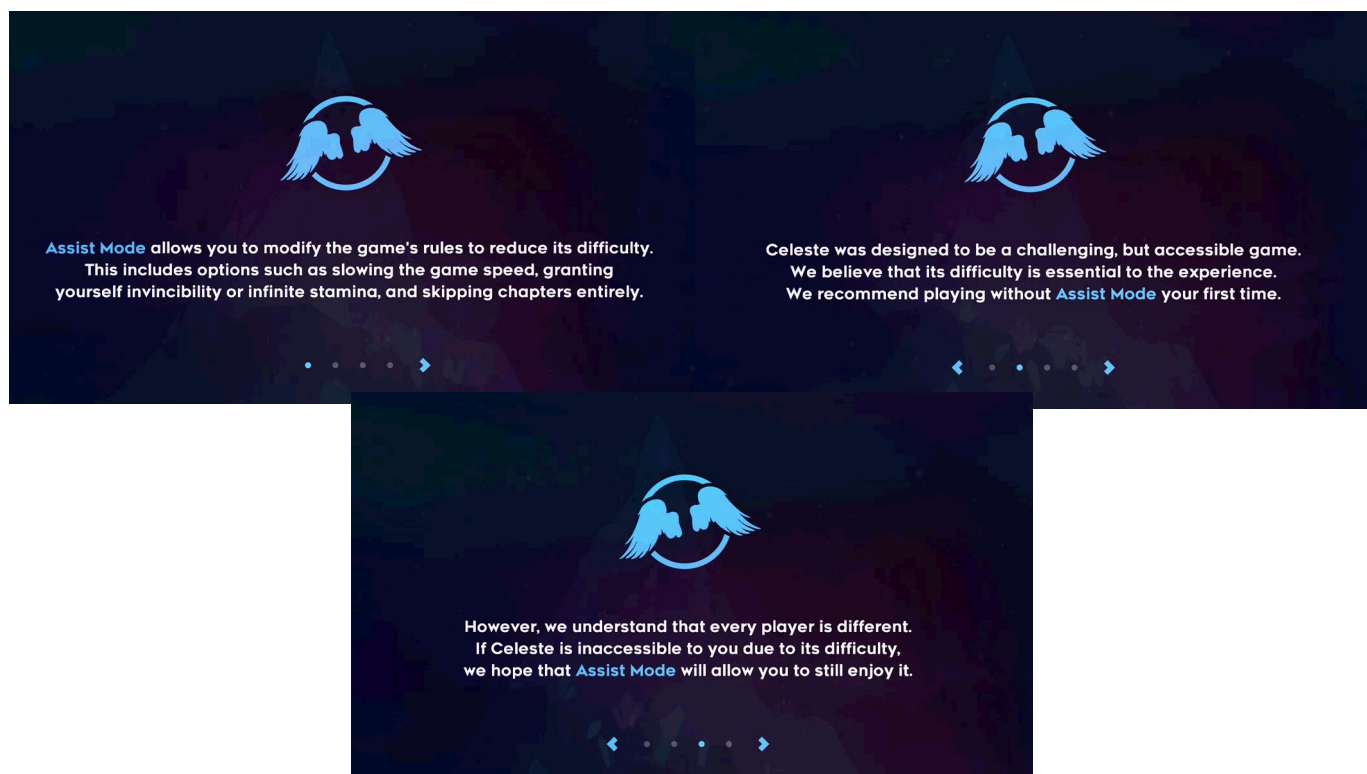 Assist Mode allows you to modify the game's rules to reduce its difficulty.
This includes options such as slowing the game speed, granting
yourself invincibility or infinite stamina, and skipping chapters entirely.
Celeste was designed to be a challenging, but accessible game.
We believe that its difficulty is essential to the experience.
We recommend playing without Assist Mode your first time.
However, we understand that every player is different.
If Celeste is inaccessible to you due to its difficulty,
we hope that Assist Mode will allow you to still enjoy it.